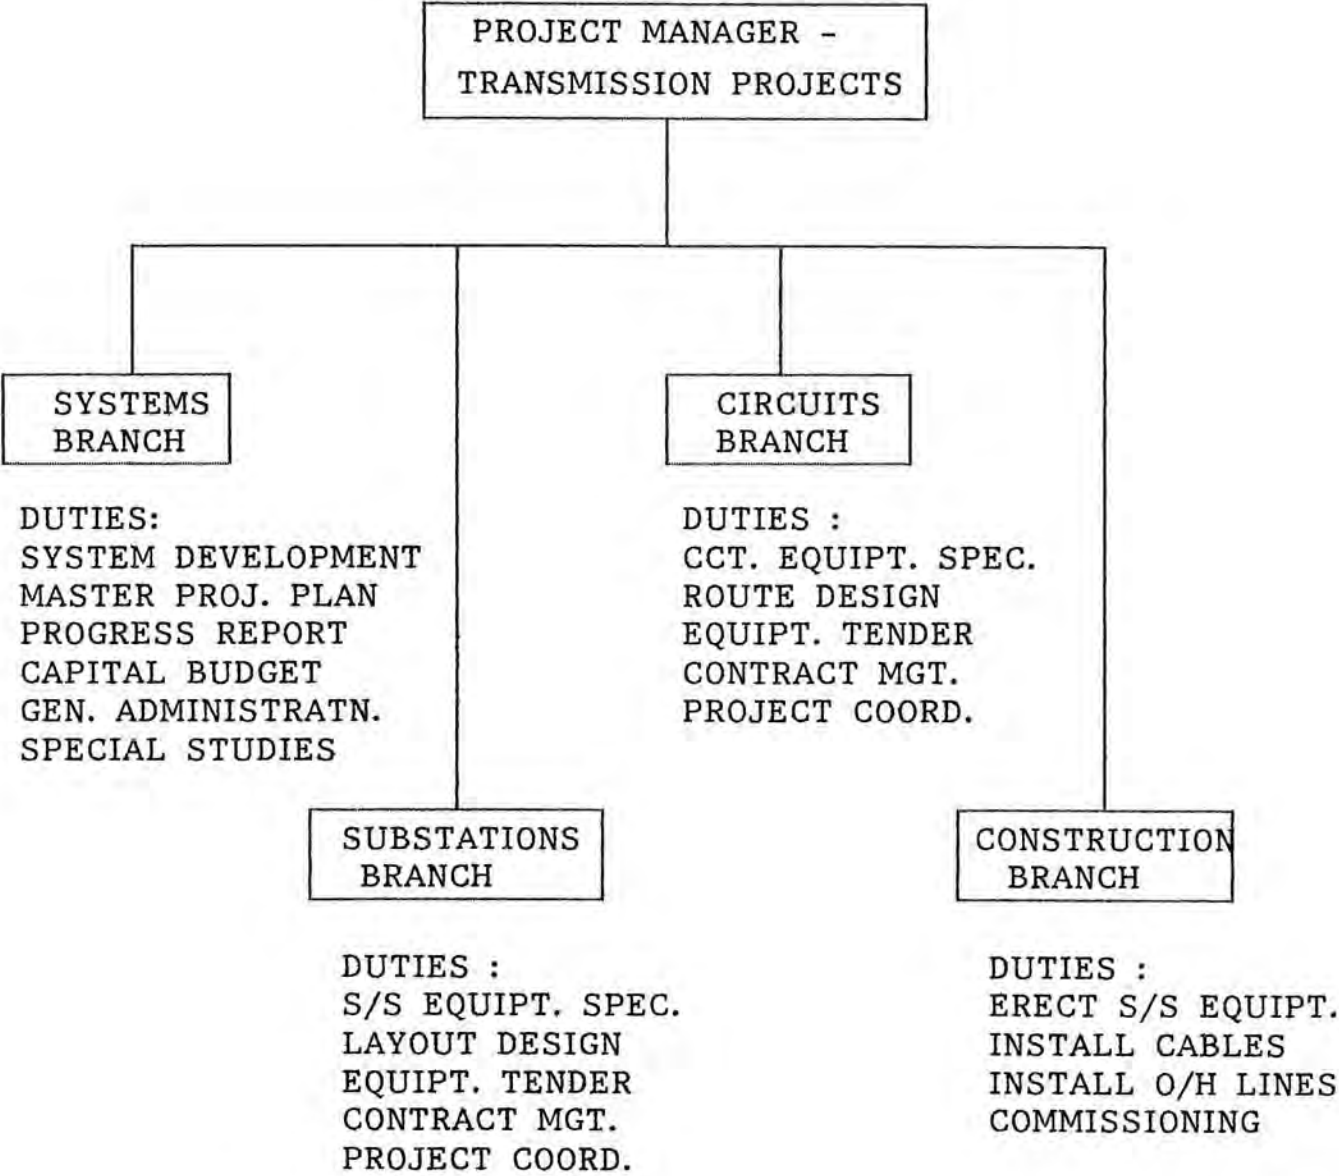 PROJECT MANAGER -
TRANSMISSION PROJECTS
SYSTEMS
BRANCH
DUTIES:
SYSTEM DEVELOPMENT
MASTER PROJ. PLAN
PROGRESS REPORT
CAPITAL BUDGET
GEN. ADMINISTRATN.
SPECIAL STUDIES
CIRCUITS
BRANCH
DUTIES :
CCT. EQUIPT. SPEC.
ROUTE DESIGN
EQUIPT. TENDER
CONTRACT MGT.
PROJECT COORD.
SUBSTATIONS
BRANCH
DUTIES :
S/S EQUIPT. SPEC.
LAYOUT DESIGN
EQUIPT. TENDER
CONTRACT MGT.
PROJECT COORD.
CONSTRUCTION
BRANCH
DUTIES :
ERECT S/S EQUIPT.
INSTALL CABLES
INSTALL O/H LINES
COMMISSIONING